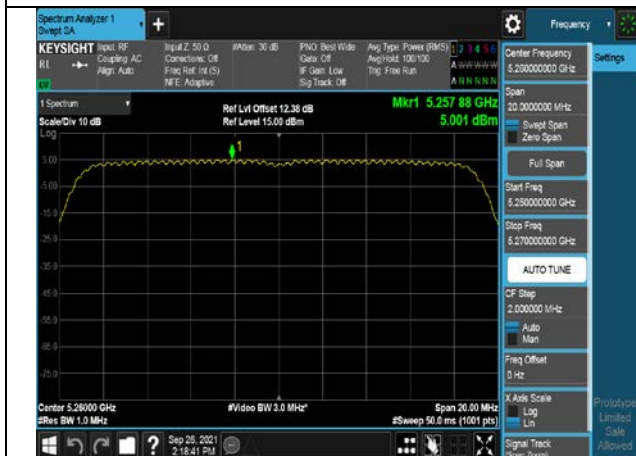 Spectrum Analyzer 1
Swept SA
+
Frequency
KEYSIGHT
Input: RF
Coupling: AC
Align: Auto
Input Z: 50 Ω
Corrections: Off
Freq Ref: Int (S)
NFE: Adaptive
#Atten: 30 dB
PNO: Best Wide
Gate: Off
IF Gain: Low
Sig Track: Off
Avg Type: Power (RMS)
Avg|Hold: 100/100
Trig: Free Run
1 2 3 4 5 6
A W W W W W
A N N N N N
1 Spectrum
Scale/Div 10 dB
Log
Ref Lvl Offset 12.38 dB
Ref Level 15.00 dBm
Mkr1 5.257 88 GHz
5.001 dBm
1
5.00
-5.00
-15.0
-25.0
-35.0
-45.0
-55.0
-65.0
-75.0
Center 5.26000 GHz
#Res BW 1.0 MHz
#Video BW 3.0 MHz*
Span 20.00 MHz
#Sweep 50.0 ms (1001 pts)
Sep 26, 2021
2:18:41 PM
Center Frequency
5.260000000 GHz
Settings
Span
20.0000000 MHz
Swept Span
Zero Span
Full Span
Start Freq
5.250000000 GHz
Stop Freq
5.270000000 GHz
AUTO TUNE
CF Step
2.000000 MHz
Auto
Man
Freq Offset
0 Hz
X Axis Scale
Log
Lin
Signal Track
(Span Zoom)
Prototype
Limited
Sale
Allowed